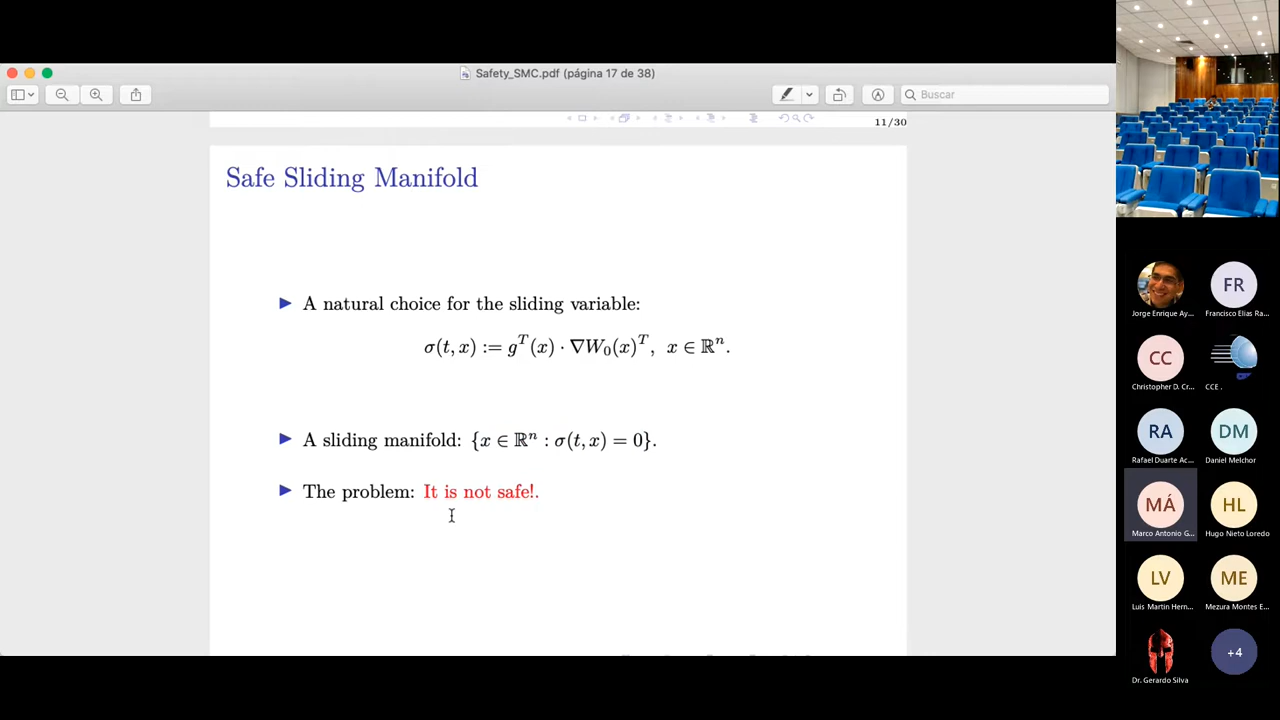 Safety_SMC.pdf (página 17 de 38)
Buscar
11/30
Safe Sliding Manifold
A natural choice for the sliding variable:
σ(t, x) := g^T(x) · ∇W_0(x)^T, x ∈ ℝ^n.
A sliding manifold: {x ∈ ℝ^n : σ(t, x) = 0}.
The problem: It is not safe!.
Jorge Enrique Ay...
FR
Francisco Elias Ra...
CC
Christopher D. Cr...
CCE .
RA
Rafael Duarte Ac...
DM
Daniel Melchor
MÁ
Marco Antonio G...
HL
Hugo Nieto Loredo
LV
Luis Martin Hern...
ME
Mezura Montes E...
Dr. Gerardo Silva
+4